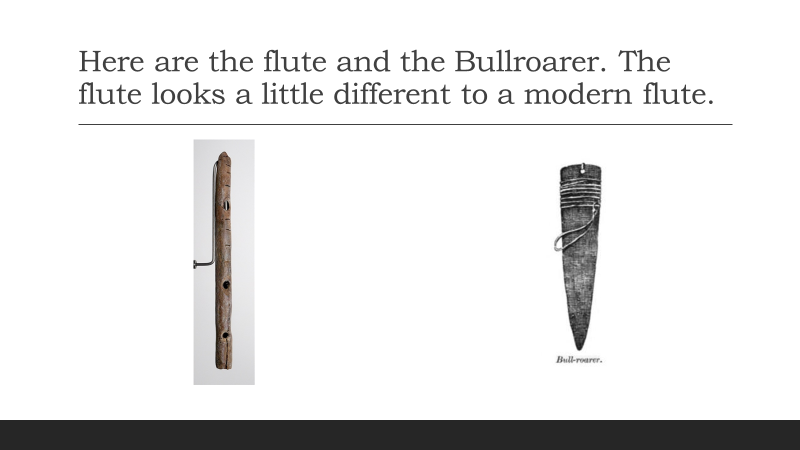 Here are the flute and the Bullroarer. The
flute looks a little different to a modern flute.
Bull-roarer.